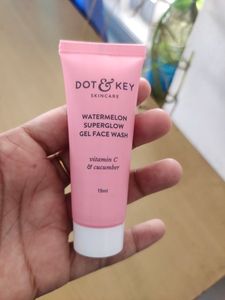 DOT & KEY
SKINCARE
WATERMELON
SUPERGLOW
GEL FACE WASH
vitamin C
& cucumber
15ml